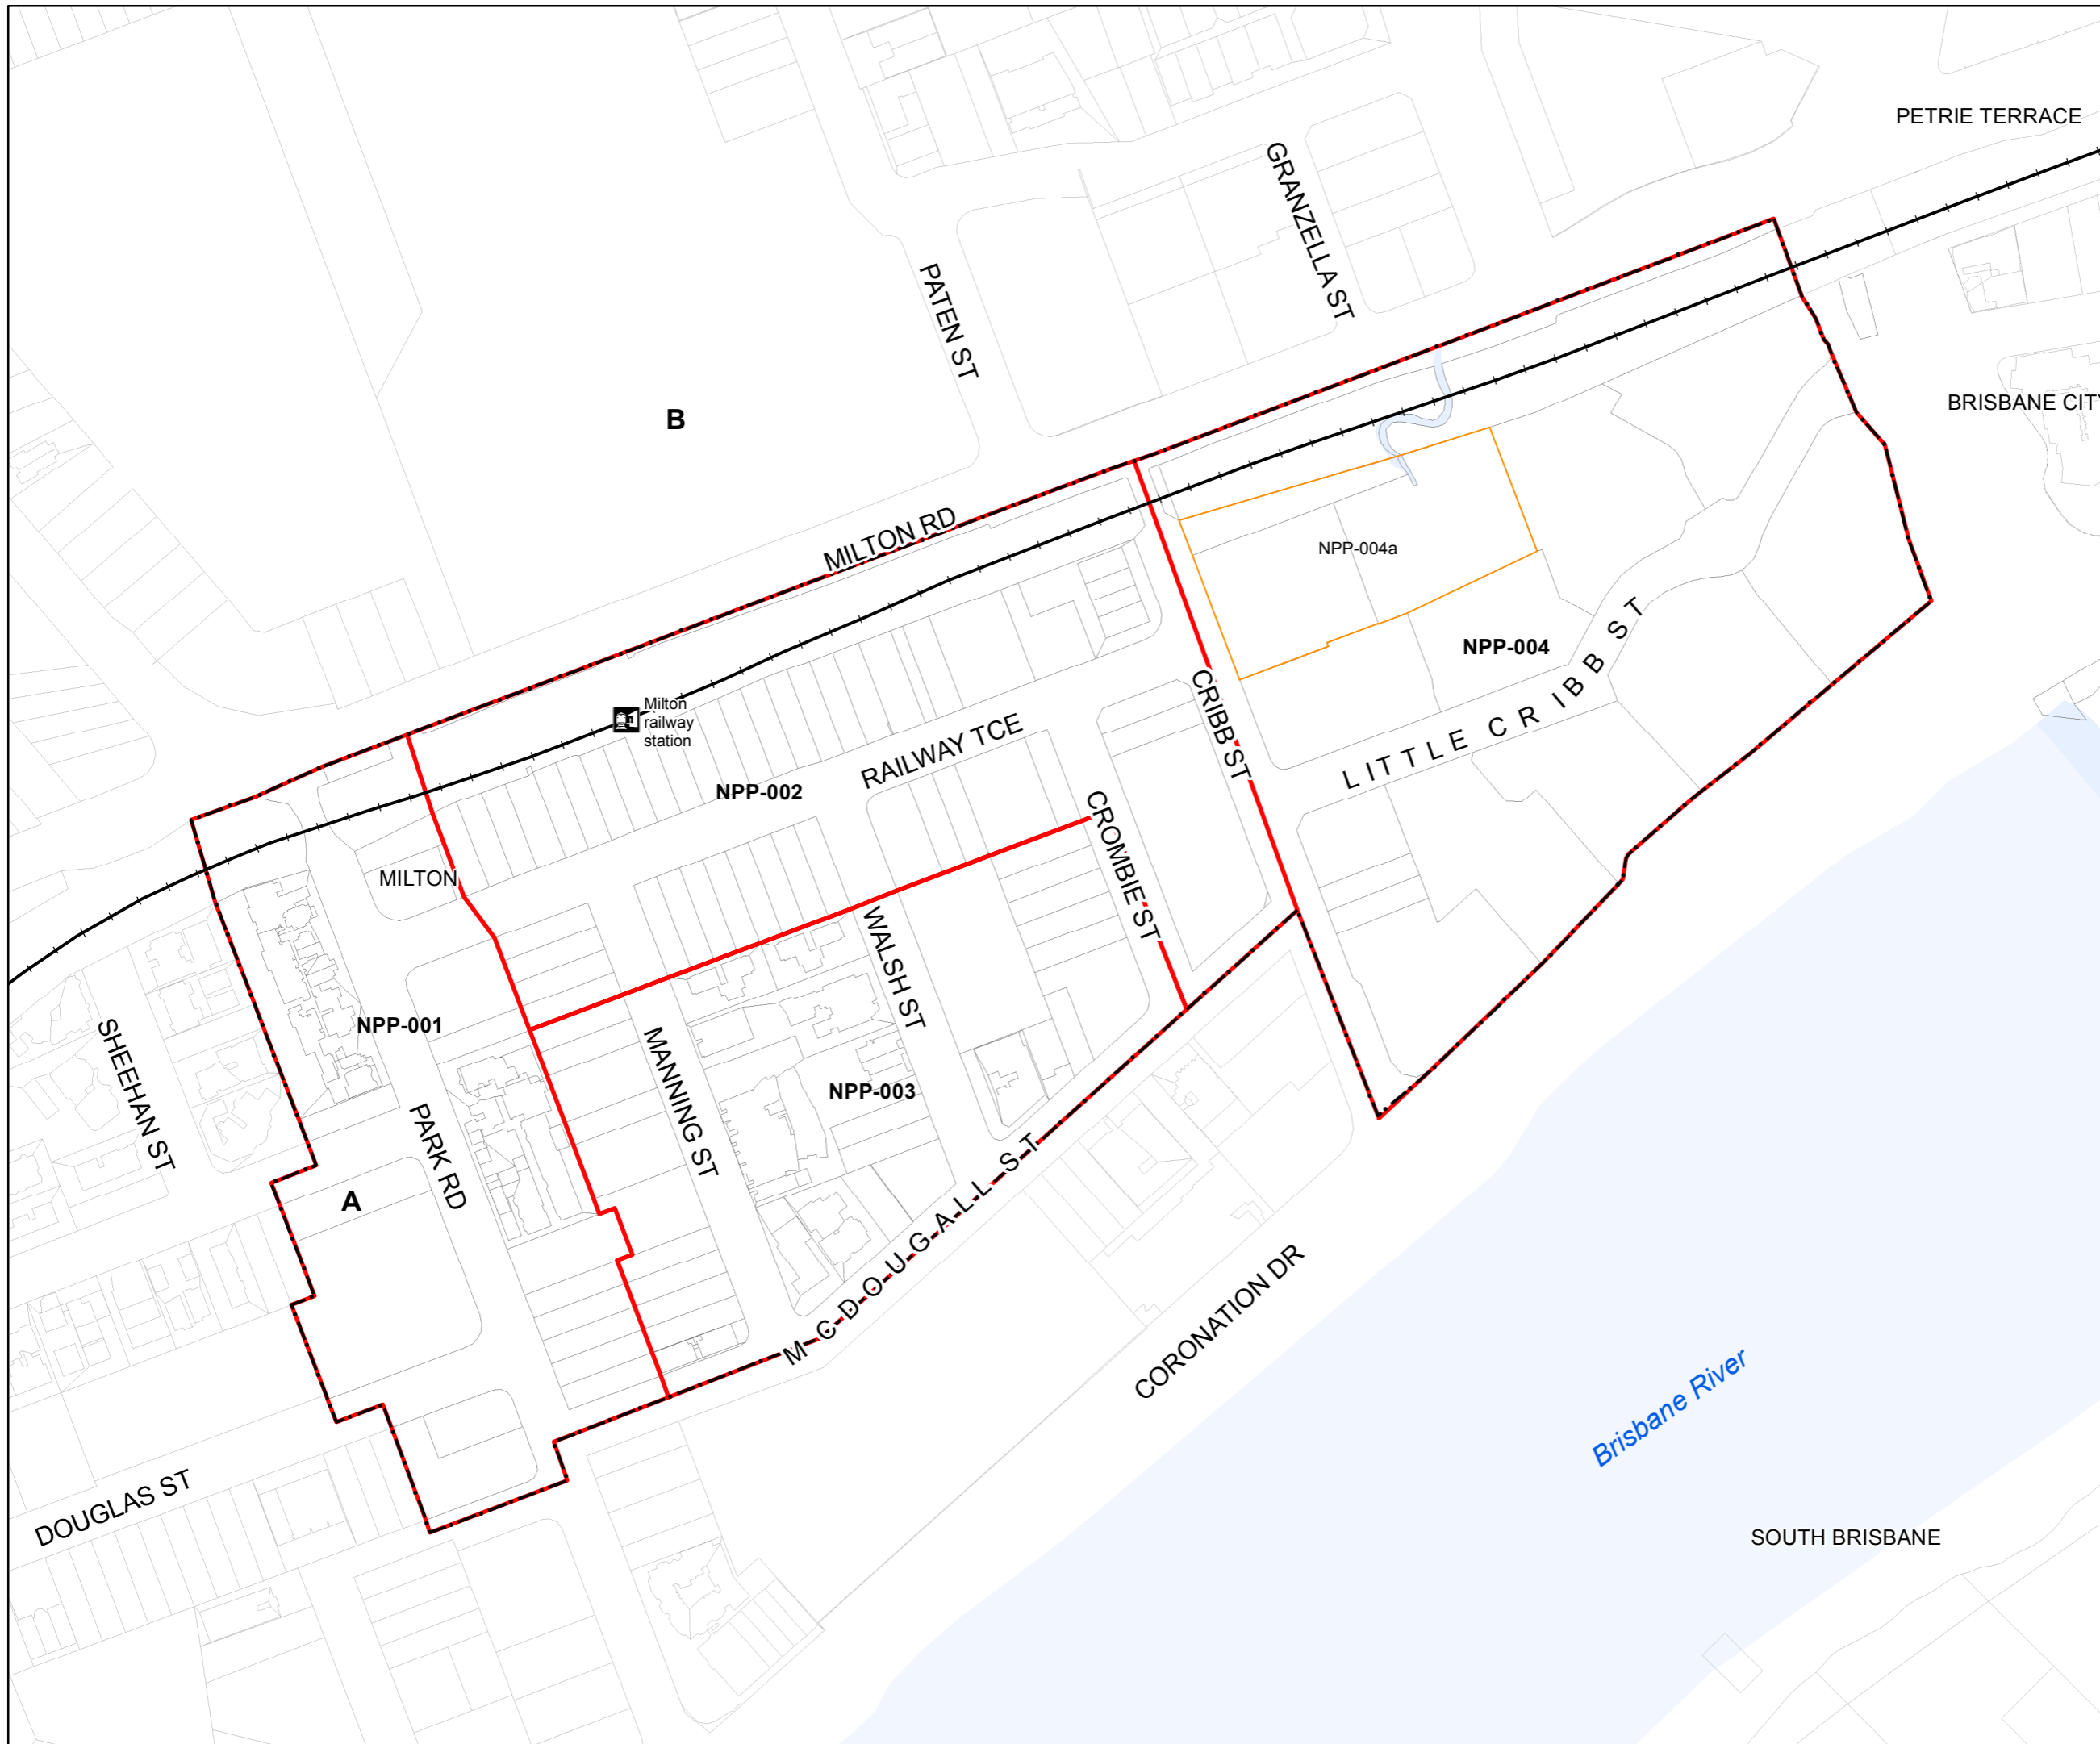 PETRIE TERRACE
GRANZELLA ST
PATEN ST
BRISBANE CIT
B
MILTON RD
NPP-004a
NPP-004
LITTLE CRIBB ST
CRIBB ST
Milton
railway
station
RAILWAY TCE
NPP-002
CROMBIE ST
MILTON
WALSH ST
NPP-001
SHEEHAN ST
MANNING ST
NPP-003
PARK RD
A
MCDOUGALL ST
CORONATION DR
Brisbane River
DOUGLAS ST
SOUTH BRISBANE